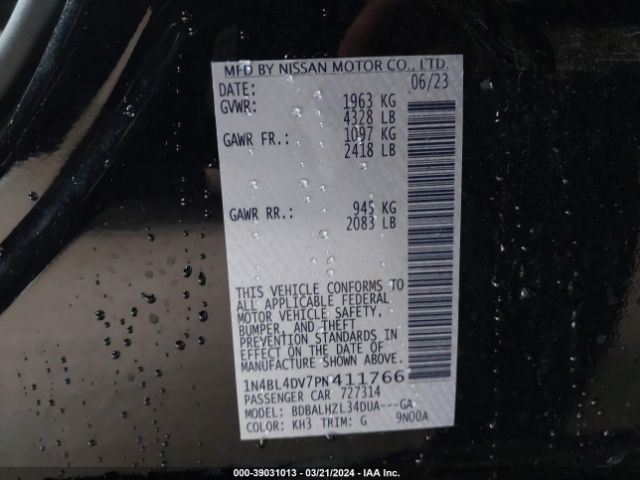 MFD BY NISSAN MOTOR CO., LTD.
DATE: 06/23
GVWR: 1963 KG
4328 LB
GAWR FR.: 1097 KG
2418 LB
GAWR RR.: 945 KG
2083 LB
THIS VEHICLE CONFORMS TO
ALL APPLICABLE FEDERAL
MOTOR VEHICLE SAFETY,
BUMPER, AND THEFT
PREVENTION STANDARDS IN
EFFECT ON THE DATE OF
MANUFACTURE SHOWN ABOVE.
1N4BL4DV7PN411766
PASSENGER CAR 727314
MODEL: BDBALHZL34DUA---GA
COLOR: KH3 TRIM: G 9N00A
000-39031013 - 03/21/2024 - IAA Inc.